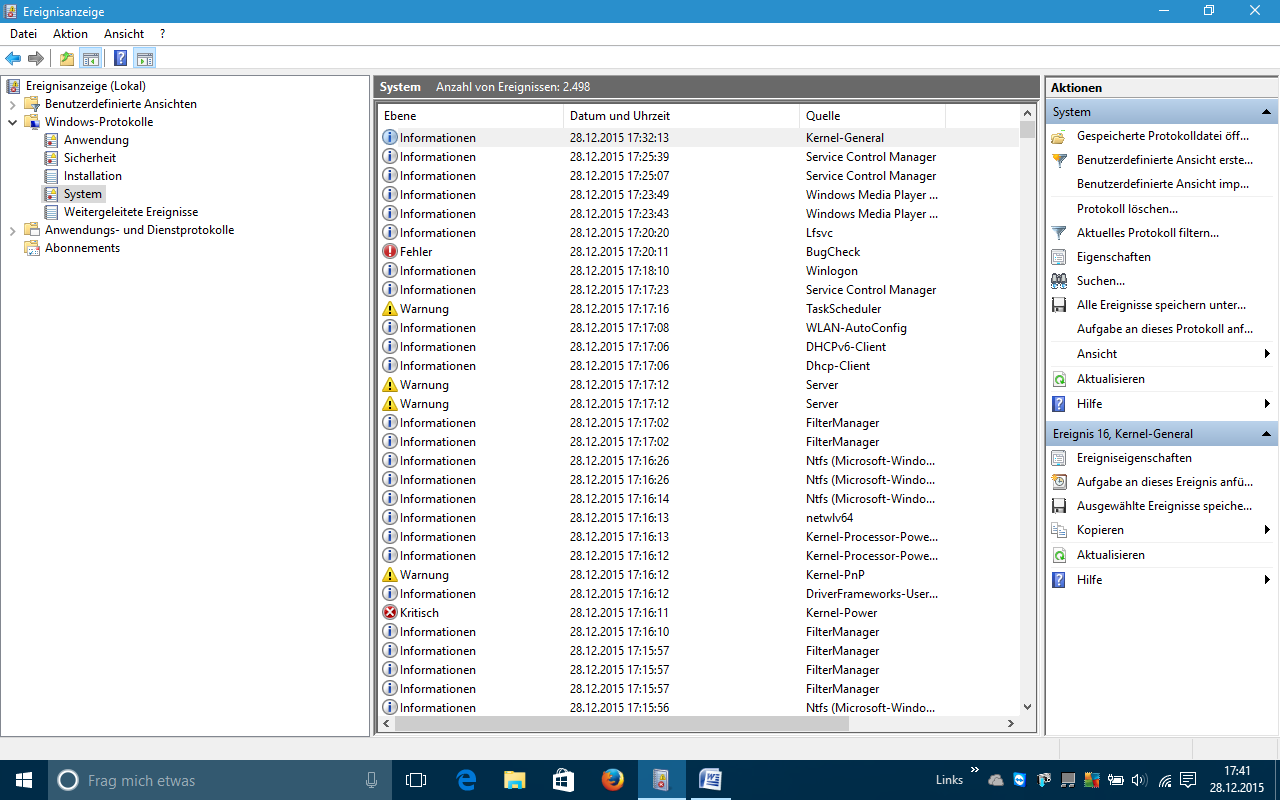 Ereignisanzeige
Datei Aktion Ansicht ?
Ereignisanzeige (Lokal)
Benutzerdefinierte Ansichten
Windows-Protokolle
Anwendung
Sicherheit
Installation
System
Weitergeleitete Ereignisse
Anwendungs- und Dienstprotokolle
Abonnements
System Anzahl von Ereignissen: 2.498
Ebene Datum und Uhrzeit Quelle
Informationen 28.12.2015 17:32:13 Kernel-General
Informationen 28.12.2015 17:25:39 Service Control Manager
Informationen 28.12.2015 17:25:07 Service Control Manager
Informationen 28.12.2015 17:23:49 Windows Media Player ...
Informationen 28.12.2015 17:23:43 Windows Media Player ...
Informationen 28.12.2015 17:20:20 Lfsvc
Fehler 28.12.2015 17:20:11 BugCheck
Informationen 28.12.2015 17:18:10 Winlogon
Informationen 28.12.2015 17:17:23 Service Control Manager
Warnung 28.12.2015 17:17:16 TaskScheduler
Informationen 28.12.2015 17:17:08 WLAN-AutoConfig
Informationen 28.12.2015 17:17:06 DHCPv6-Client
Informationen 28.12.2015 17:17:06 Dhcp-Client
Warnung 28.12.2015 17:17:12 Server
Warnung 28.12.2015 17:17:12 Server
Informationen 28.12.2015 17:17:02 FilterManager
Informationen 28.12.2015 17:17:02 FilterManager
Informationen 28.12.2015 17:16:26 Ntfs (Microsoft-Windo...
Informationen 28.12.2015 17:16:26 Ntfs (Microsoft-Windo...
Informationen 28.12.2015 17:16:14 Ntfs (Microsoft-Windo...
Informationen 28.12.2015 17:16:13 netwlv64
Informationen 28.12.2015 17:16:13 Kernel-Processor-Powe...
Informationen 28.12.2015 17:16:12 Kernel-Processor-Powe...
Warnung 28.12.2015 17:16:12 Kernel-PnP
Informationen 28.12.2015 17:16:12 DriverFrameworks-User...
Kritisch 28.12.2015 17:16:11 Kernel-Power
Informationen 28.12.2015 17:16:10 FilterManager
Informationen 28.12.2015 17:15:57 FilterManager
Informationen 28.12.2015 17:15:57 FilterManager
Informationen 28.12.2015 17:15:57 FilterManager
Informationen 28.12.2015 17:15:56 Ntfs (Microsoft-Windo...
Aktionen
System
Gespeicherte Protokolldatei öff...
Benutzerdefinierte Ansicht erste...
Benutzerdefinierte Ansicht imp...
Protokoll löschen...
Aktuelles Protokoll filtern...
Eigenschaften
Suchen...
Alle Ereignisse speichern unter...
Aufgabe an dieses Protokoll anf...
Ansicht
Aktualisieren
Hilfe
Ereignis 16, Kernel-General
Ereigniseigenschaften
Aufgabe an dieses Ereignis anfü...
Ausgewählte Ereignisse speiche...
Kopieren
Aktualisieren
Hilfe
Frag mich etwas
Links
17:41
28.12.2015